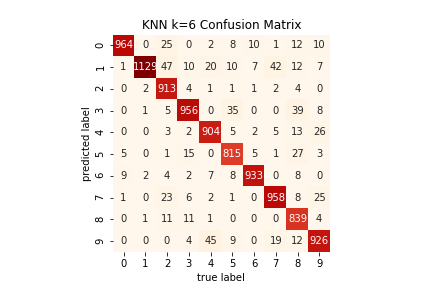 KNN k=6 Confusion Matrix
0 964 0 25 0 2 8 10 1 12 10
1 1 1129 47 10 20 10 7 42 12 7
2 0 2 913 4 1 1 1 2 4 0
3 0 1 5 956 0 35 0 0 39 8
4 0 0 3 2 904 5 2 5 13 26
5 5 0 1 15 0 815 5 1 27 3
6 9 2 4 2 7 8 933 0 8 0
7 1 0 23 6 2 1 0 958 8 25
8 0 1 11 11 1 0 0 0 839 4
9 0 0 0 4 45 9 0 19 12 926
0 1 2 3 4 5 6 7 8 9
predicted label
true label